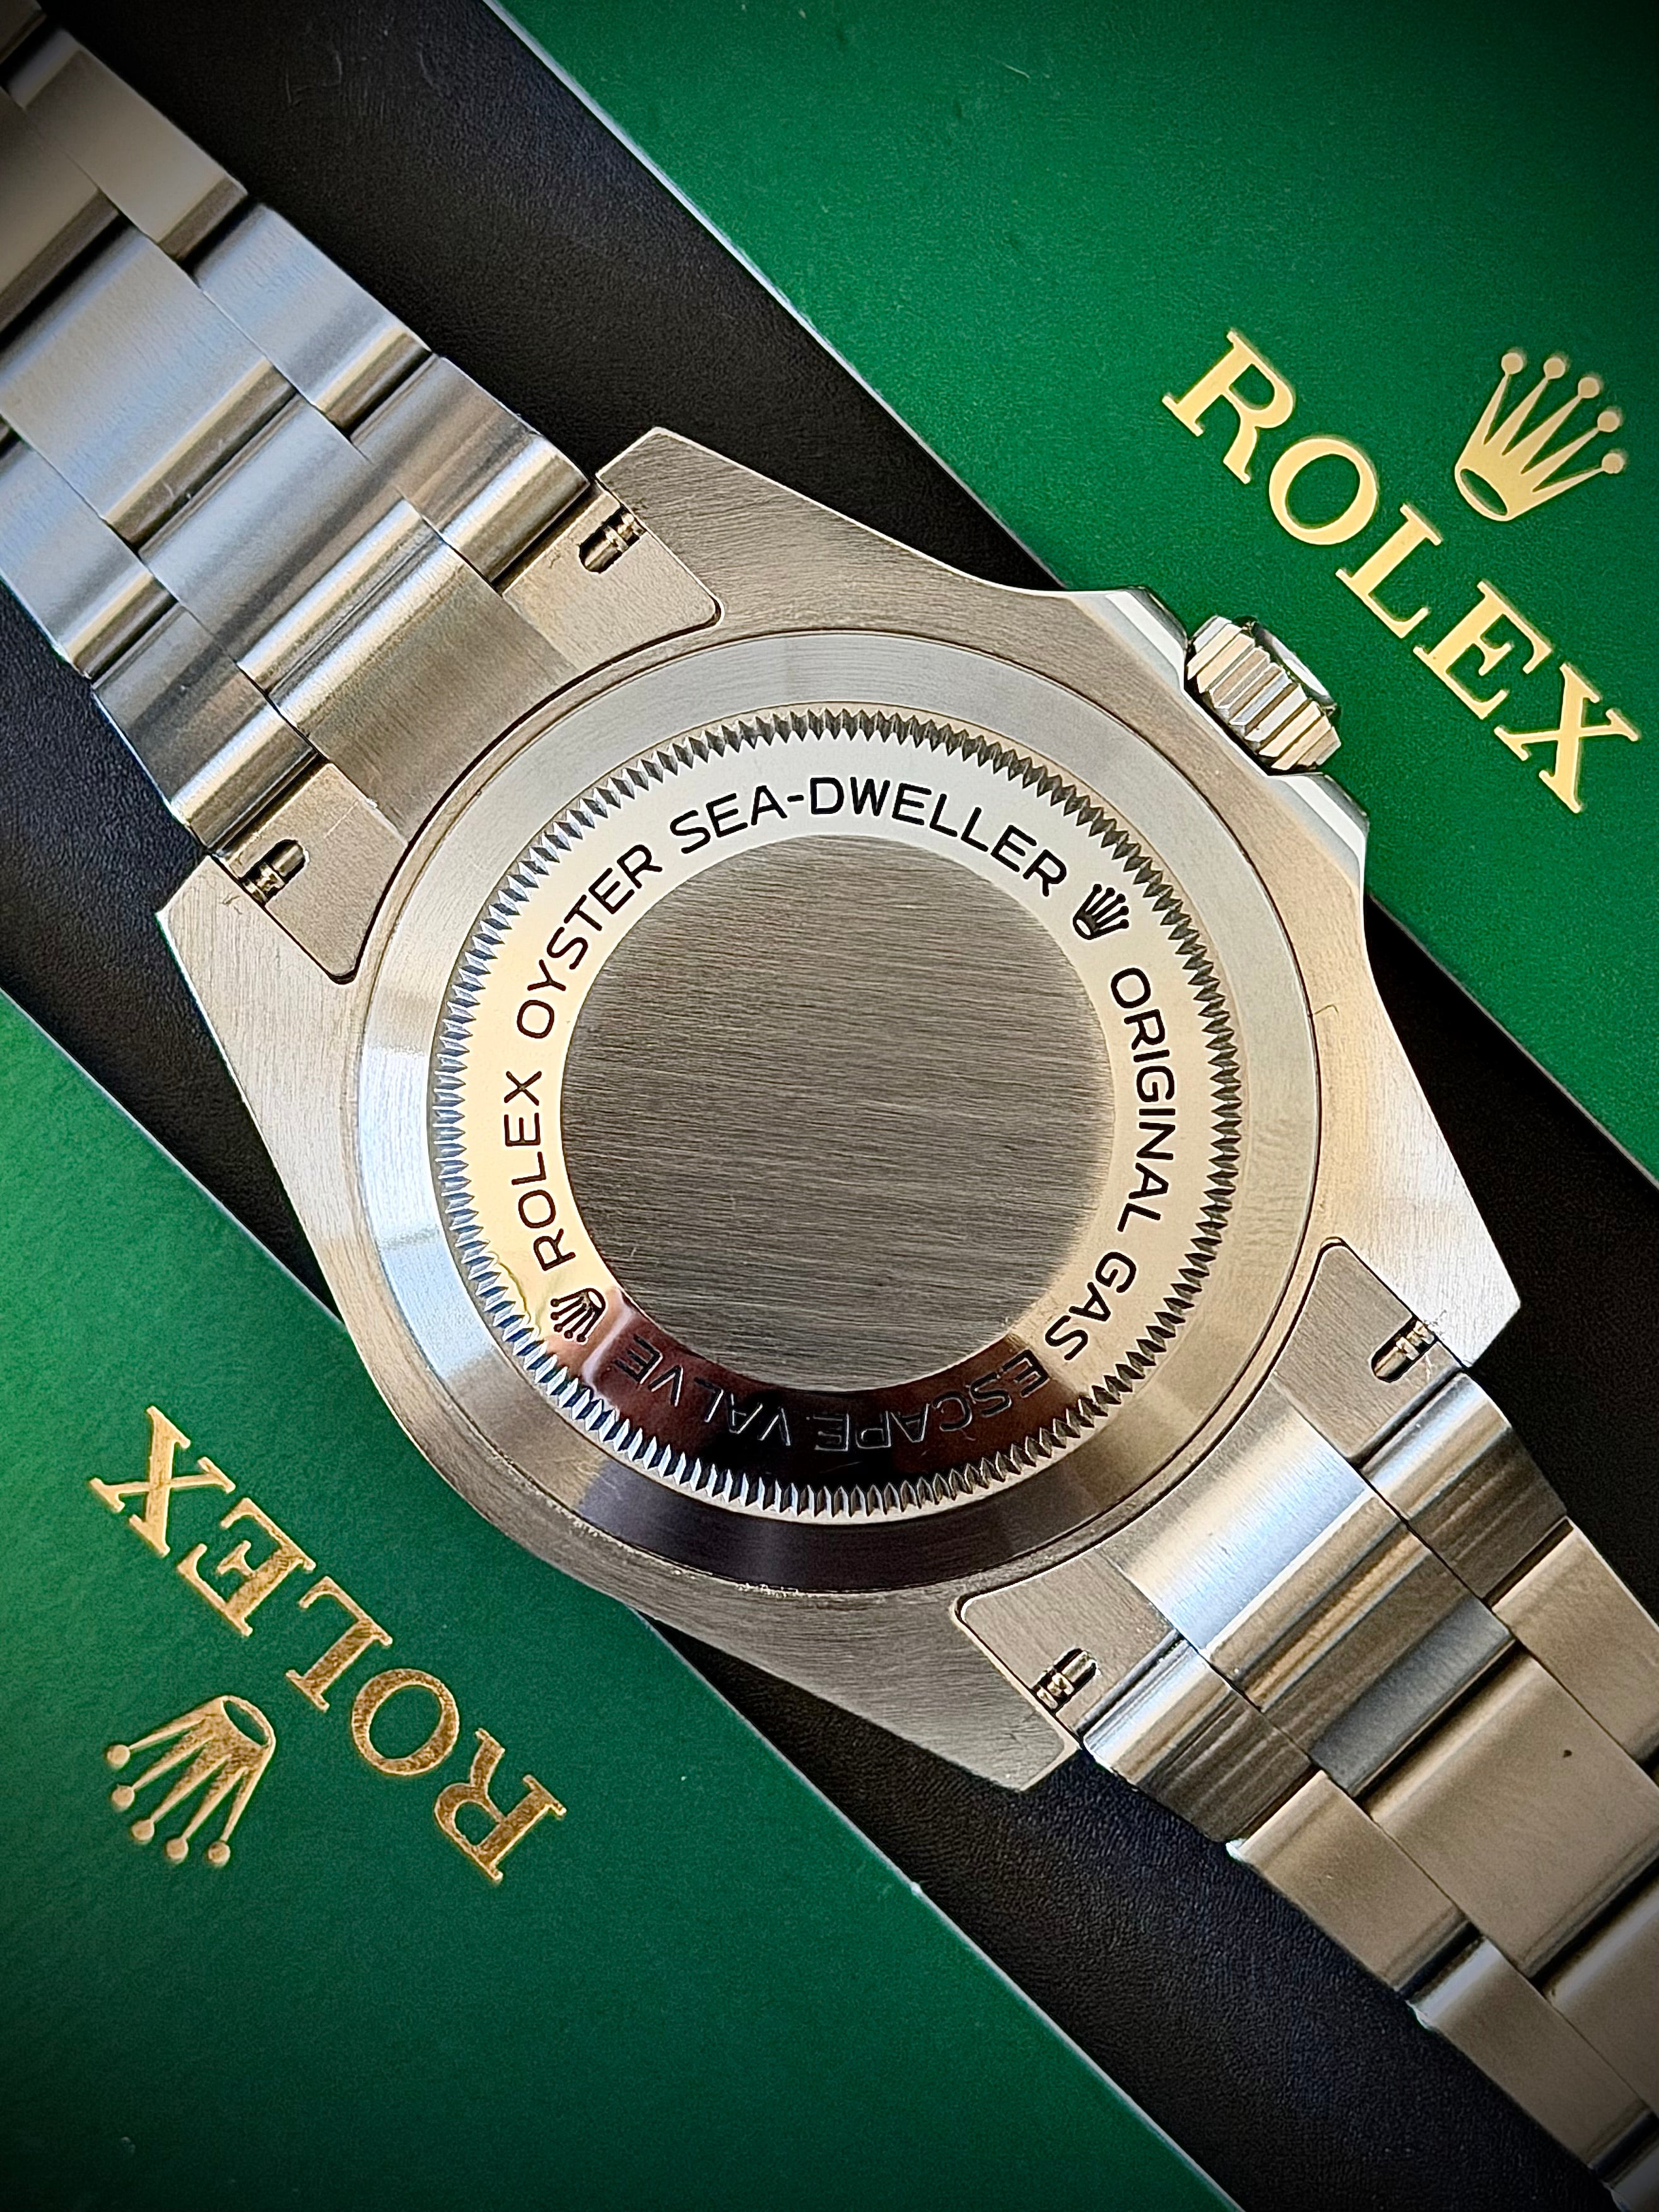 ROLEX
ROLEX OYSTER SEA-DWELLER
ORIGINAL GAS ESCAPE VALVE
ROLEX